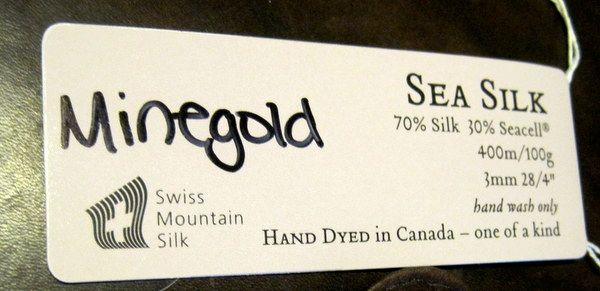 Minegold
SEA SILK
70% Silk 30% Seacell®
400m/100g
3mm 28/4"
hand wash only
Swiss
Mountain
Silk
HAND DYED in Canada – one of a kind